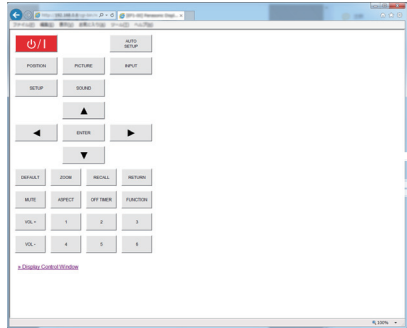 AUTO
SETUP
POSITION
PICTURE
INPUT
SETUP
SOUND
ENTER
DEFAULT
ZOOM
RECALL
RETURN
MUTE
ASPECT
OFF TIMER
FUNCTION
VOL +
1
2
3
VOL -
4
5
6
» Display Control Window
100%